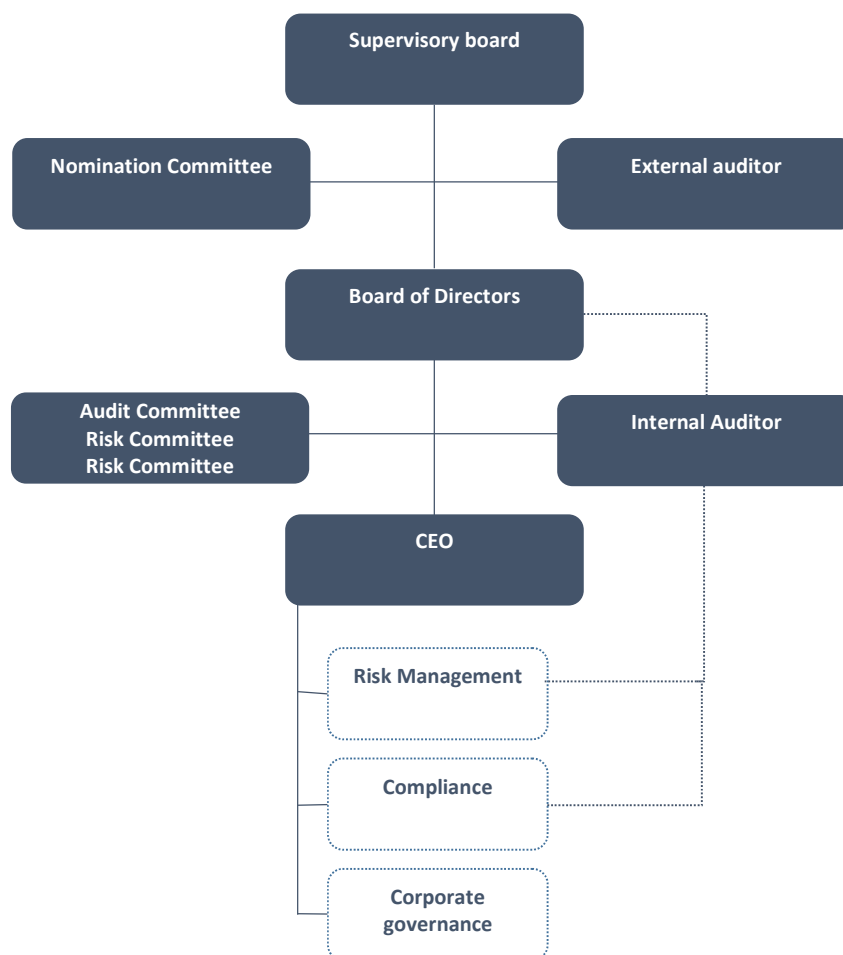 Supervisory board
Nomination Committee
External auditor
Board of Directors
Audit Committee
Risk Committee
Risk Committee
Internal Auditor
CEO
Risk Management
Compliance
Corporate
governance